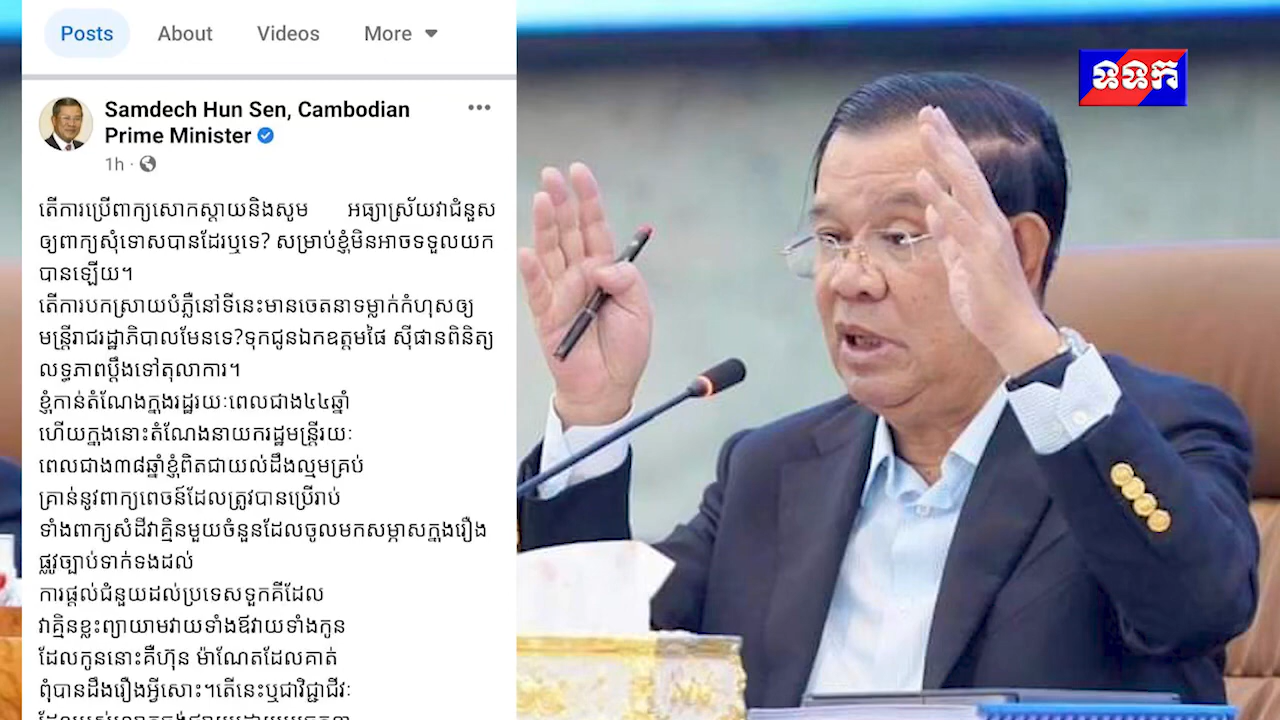 Posts About Videos More
ទទក
Samdech Hun Sen, Cambodian
Prime Minister
1h ·
តើការប្រើពាក្យសោកស្តាយនិងសូម អធ្យាស្រ័យវាជំនួស
ឲ្យពាក្យសុំទោសបានដែរឬទេ? សម្រាប់ខ្ញុំមិនអាចទទួលយក
បានឡើយ។
តើការបកស្រាយបំភ្លឺនៅទីនេះមានចេតនាទម្លាក់កំហុសឲ្យ
មន្ត្រីរាជរដ្ឋាភិបាលមែនទេ?ទុកជូនឯកឧត្តមផៃ ស៊ីផានពិនិត្យ
លទ្ធភាពប្តឹងទៅតុលាការ។
ខ្ញុំកាន់តំណែងក្នុងរដ្ឋរយៈពេលជាង៤៤ឆ្នាំ
ហើយក្នុងនោះតំណែងនាយករដ្ឋមន្ត្រីរយៈ
ពេលជាង៣៨ឆ្នាំខ្ញុំពិតជាយល់ដឹងល្មមគ្រប់
គ្រាន់នូវពាក្យពេចន៍ដែលត្រូវបានប្រើរាប់
ទាំងពាក្យសំដីវាគ្មិនមួយចំនួនដែលចូលមកសម្ភាសក្នុងរឿង
ផ្លូវច្បាប់ទាក់ទងដល់
ការផ្តល់ជំនួយដល់ប្រទេសទួកគីដែល
វាគ្មិនខ្លះព្យាយាមវាយទាំងឪវាយទាំងកូន
ដែលកូននោះគឺហ៊ុន ម៉ាណែតដែលគាត់
ពុំបានដឹងរឿងអ្វីសោះ។តើនេះឬជាវិជ្ជាជីវៈ